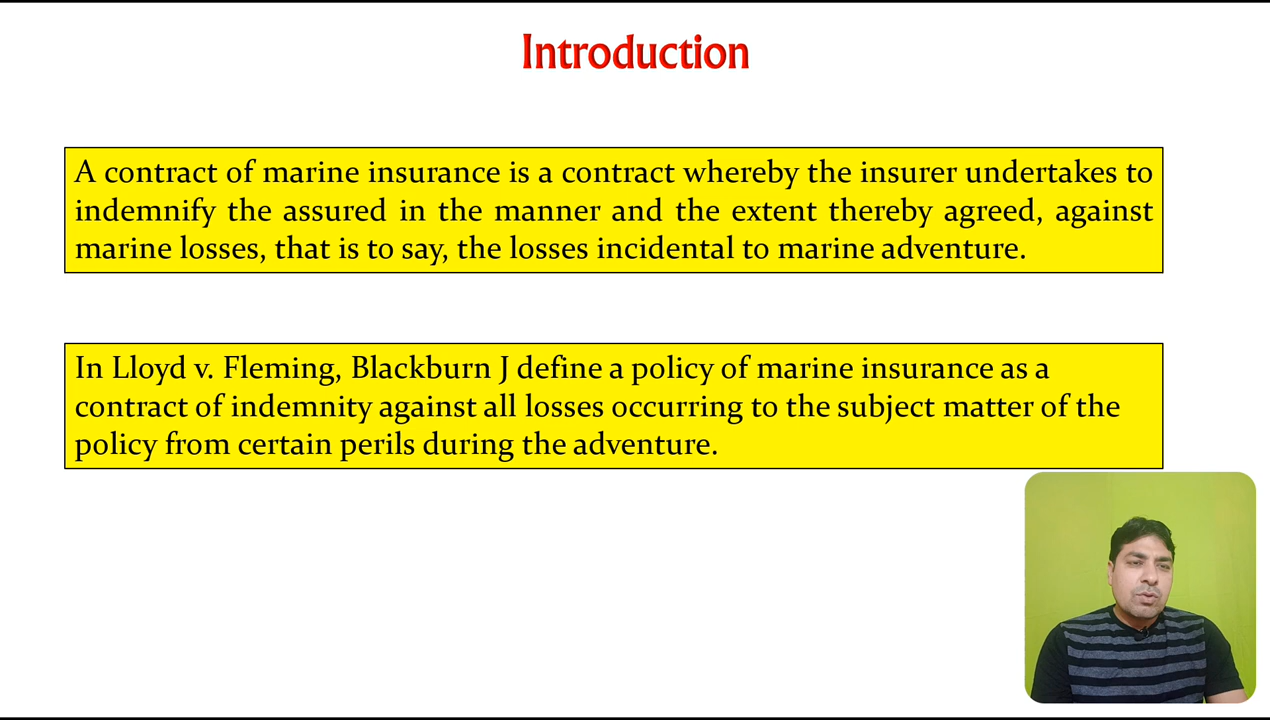 Introduction
A contract of marine insurance is a contract whereby the insurer undertakes to
indemnify the assured in the manner and the extent thereby agreed, against
marine losses, that is to say, the losses incidental to marine adventure.
In Lloyd v. Fleming, Blackburn J define a policy of marine insurance as a
contract of indemnity against all losses occurring to the subject matter of the
policy from certain perils during the adventure.